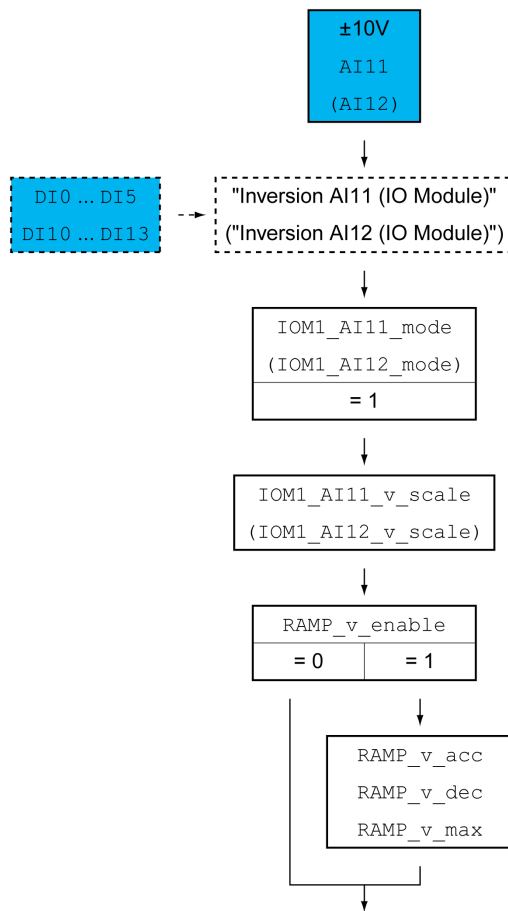 ±10V
AI11
(AI12)
DI0 ... DI5
DI10 ... DI13
"Inversion AI11 (IO Module)"
("Inversion AI12 (IO Module)")
IOM1_AI11_mode
(IOM1_AI12_mode)
= 1
IOM1_AI11_v_scale
(IOM1_AI12_v_scale)
RAMP_v_enable
= 0 = 1
RAMP_v_acc
RAMP_v_dec
RAMP_v_max